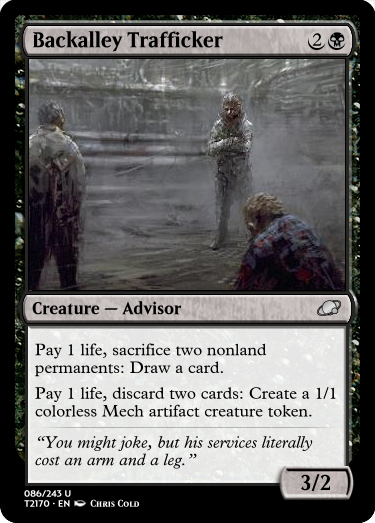 Backalley Trafficker 2
Creature — Advisor
Pay 1 life, sacrifice two nonland
permanents: Draw a card.
Pay 1 life, discard two cards: Create a 1/1
colorless Mech artifact creature token.
“You might joke, but his services literally
cost an arm and a leg.”
3/2
086/243 U
T2170 · EN Chris Cold